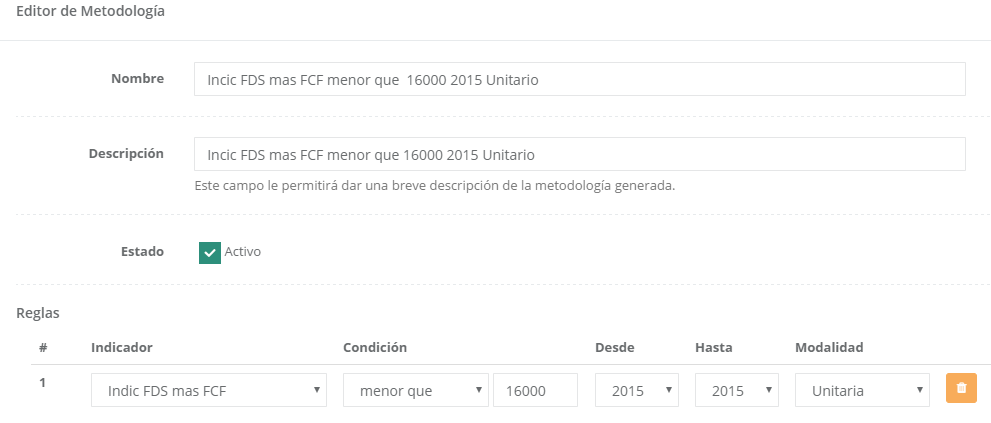 Editor de Metodología
Nombre Incic FDS mas FCF menor que  16000 2015 Unitario
Descripción Incic FDS mas FCF menor que 16000 2015 Unitario
Este campo le permitirá dar una breve descripción de la metodología generada.
Estado Activo
Reglas
# Indicador Condición Desde Hasta Modalidad
1 Indic FDS mas FCF menor que 16000 2015 2015 Unitaria